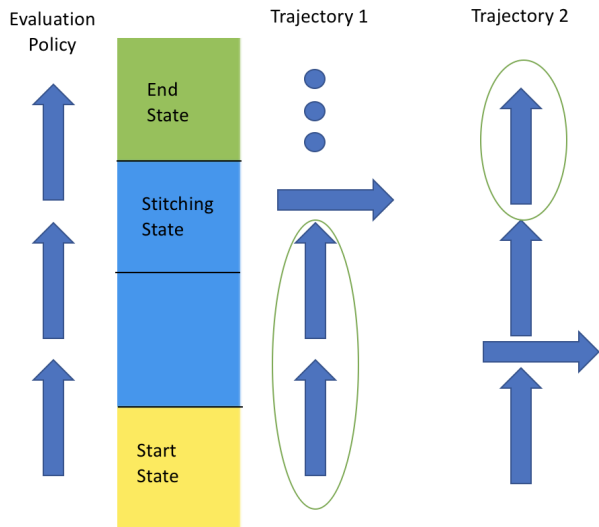 Evaluation
Policy
Trajectory 1
Trajectory 2
End
State
Stitching
State
Start
State